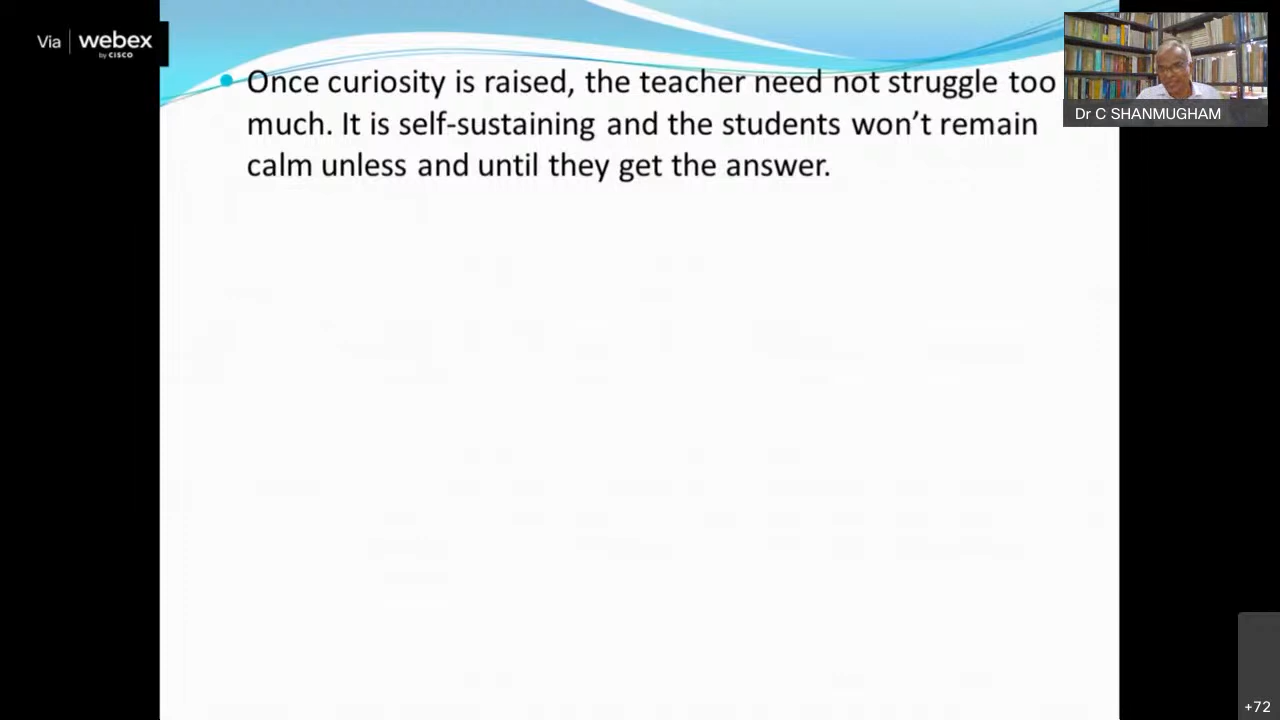 Via webex
by CISCO
• Once curiosity is raised, the teacher need not struggle too
much. It is self-sustaining and the students won’t remain
calm unless and until they get the answer.
Dr C SHANMUGHAM
+72